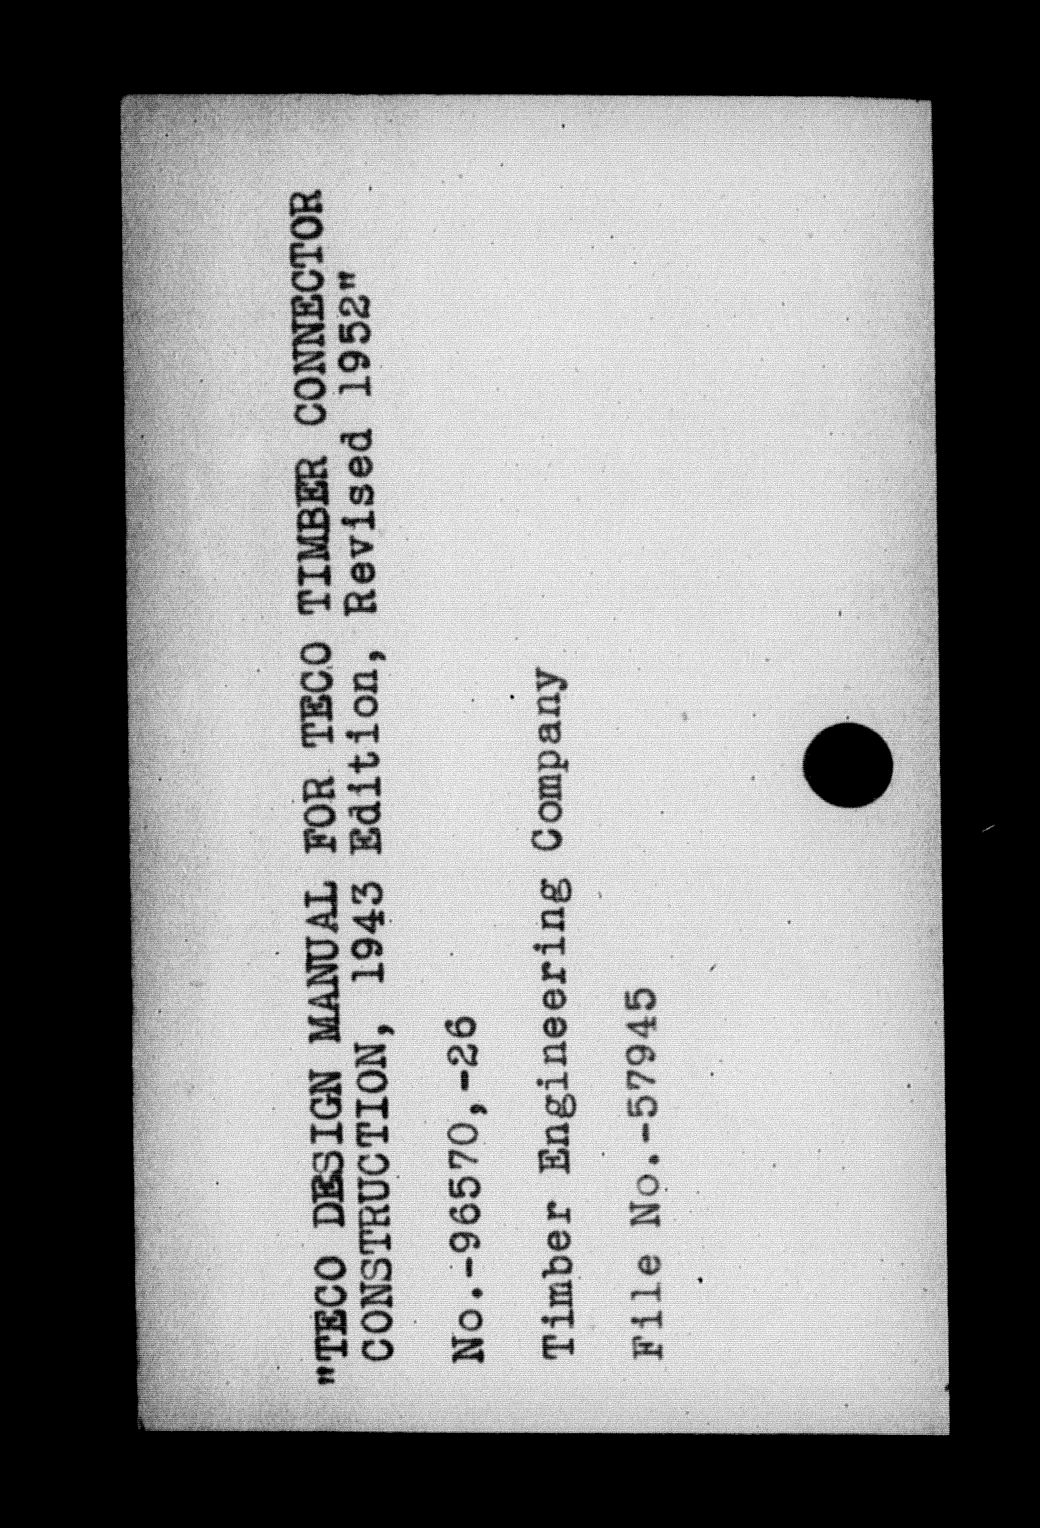 "TECO DESIGN MANUAL FOR TECO TIMBER CONNECTOR
CONSTRUCTION, 1943 Edition, Revised 1952"
No.-96570,-26
Timber Engineering Company
File No.-57945